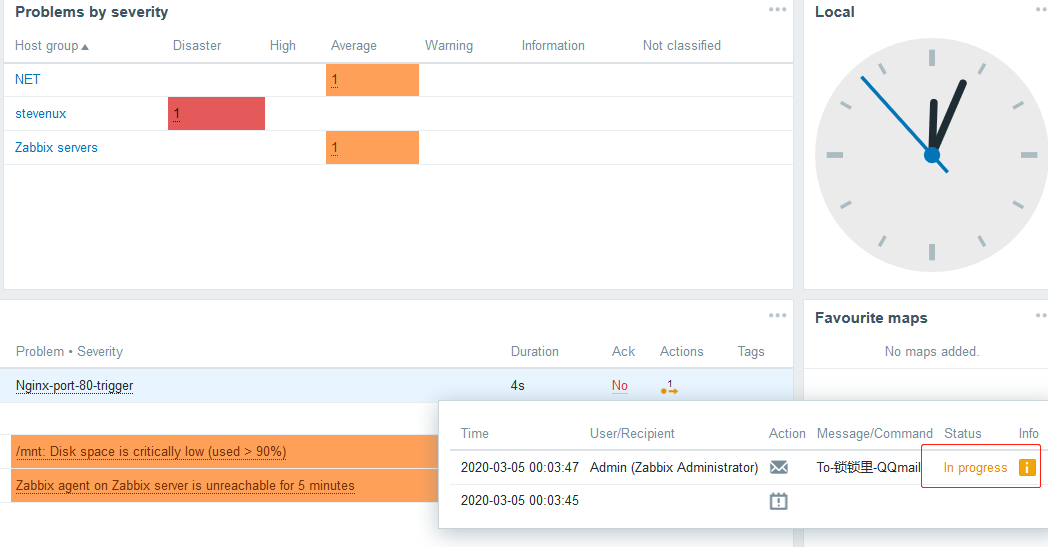 Problems by severity
Host group Disaster High Average Warning Information Not classified
NET 1
stevenux 1
Zabbix servers 1
Local
Problem • Severity Duration Ack Actions Tags
Nginx-port-80-trigger 4s No 1
/mnt: Disk space is critically low (used > 90%)
Zabbix agent on Zabbix server is unreachable for 5 minutes
Favourite maps
No maps added.
Time User/Recipient Action Message/Command Status Info
2020-03-05 00:03:47 Admin (Zabbix Administrator) To-锁锁里-QQmail In progress
2020-03-05 00:03:45